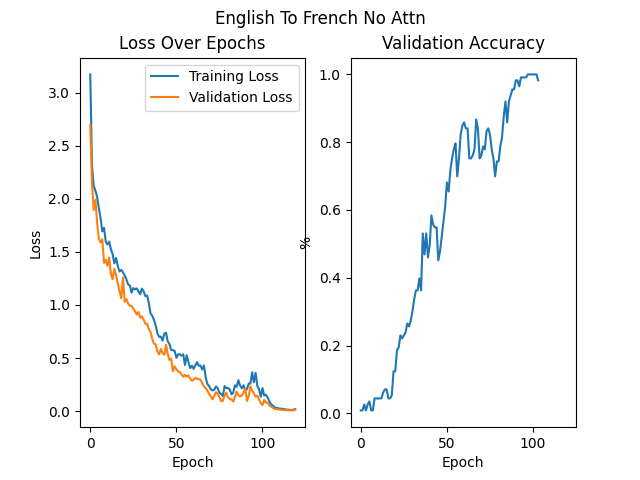 English To French No Attn
Loss Over Epochs
Validation Accuracy
Training Loss
Validation Loss
Loss
3.0
2.5
2.0
1.5
1.0
0.5
0.0
0
50
100
Epoch
%
1.0
0.8
0.6
0.4
0.2
0.0
0
50
100
Epoch